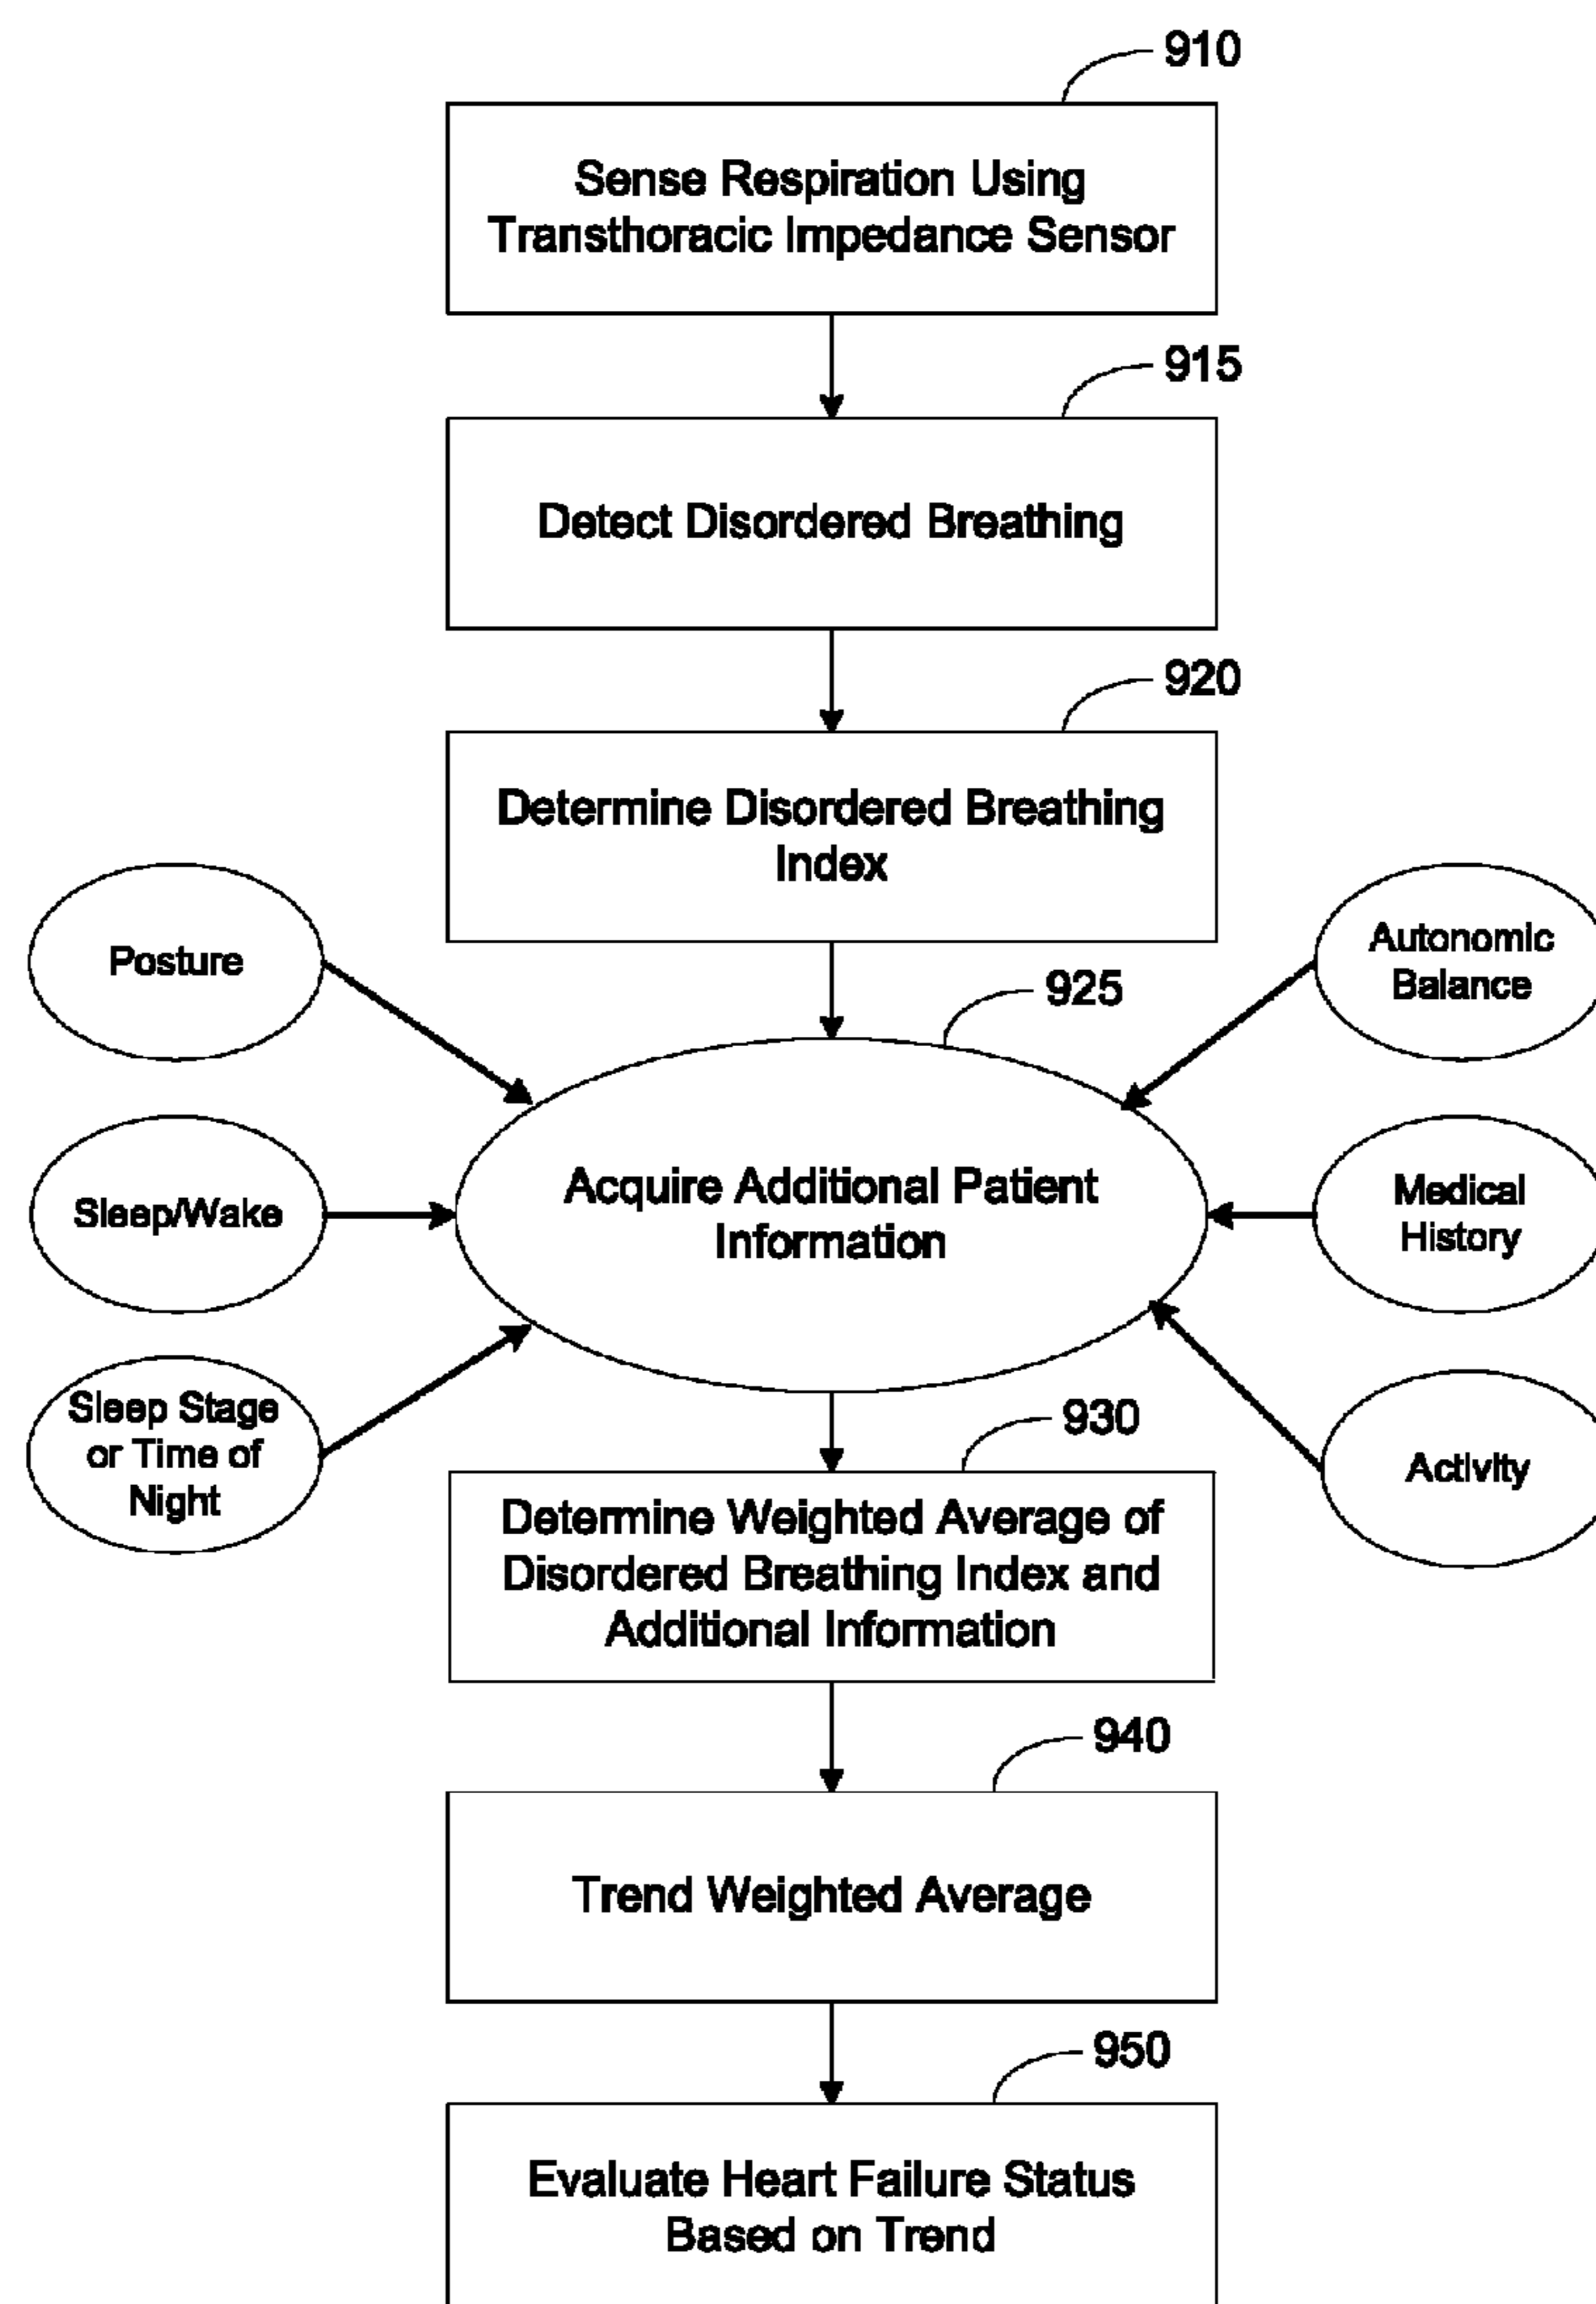 910
Sense Respiration Using
Transthoracic Impedance Sensor
915
Detect Disordered Breathing
920
Determine Disordered Breathing
Index
Posture
Autonomic
Balance
925
Sleep/Wake
Acquire Additional Patient
Information
Medical
History
Sleep Stage
or Time of
Night
Activity
930
Determine Weighted Average of
Disordered Breathing Index and
Additional Information
940
Trend Weighted Average
950
Evaluate Heart Failure Status
Based on Trend